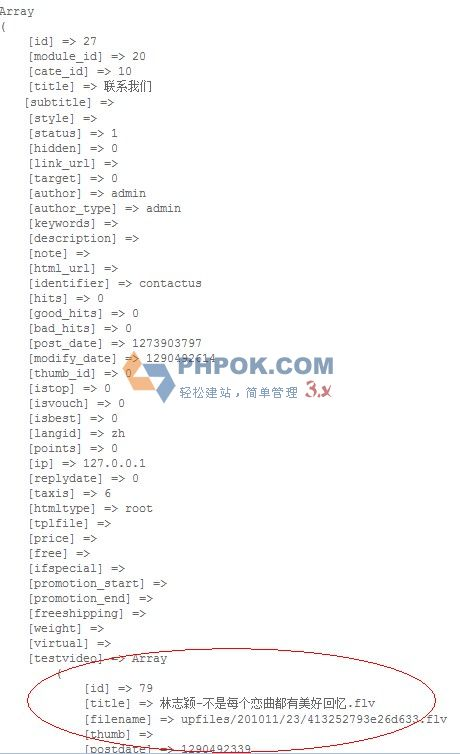 Array
(
[id] => 27
[module_id] => 20
[cate_id] => 10
[title] => 联系我们
[subtitle] =>
[style] =>
[status] => 1
[hidden] => 0
[link_url] =>
[target] => 0
[author] => admin
[author_type] => admin
[keywords] =>
[description] =>
[note] =>
[html_url] =>
[identifier] => contactus
[hits] => 0
[good_hits] => 0
[bad_hits] => 0
[post_date] => 1273903797
[modify_date] => 1290492614
PHPOK.COM
[thumb_id] => 0
[istop] => 0
轻松建站,简单管理 3.x
[isvouch] => 0
[isbest] => 0
[langid] => zh
[points] => 0
[ip] => 127.0.0.1
[replydate] => 0
[taxis] => 6
[htmltype] => root
[tplfile] =>
[price] =>
[free] =>
[ifspecial] =>
[promotion_start] =>
[promotion_end] =>
[freeshipping] =>
[weight] =>
[virtual] =>
[testvideo] => Array
(
[id] => 79
[title] => 林志颖-不是每个恋曲都有美好回忆.flv
[filename] => upfiles/201011/23/413252793e26d633.flv
[thumb] =>
[postdate] => 1290492339